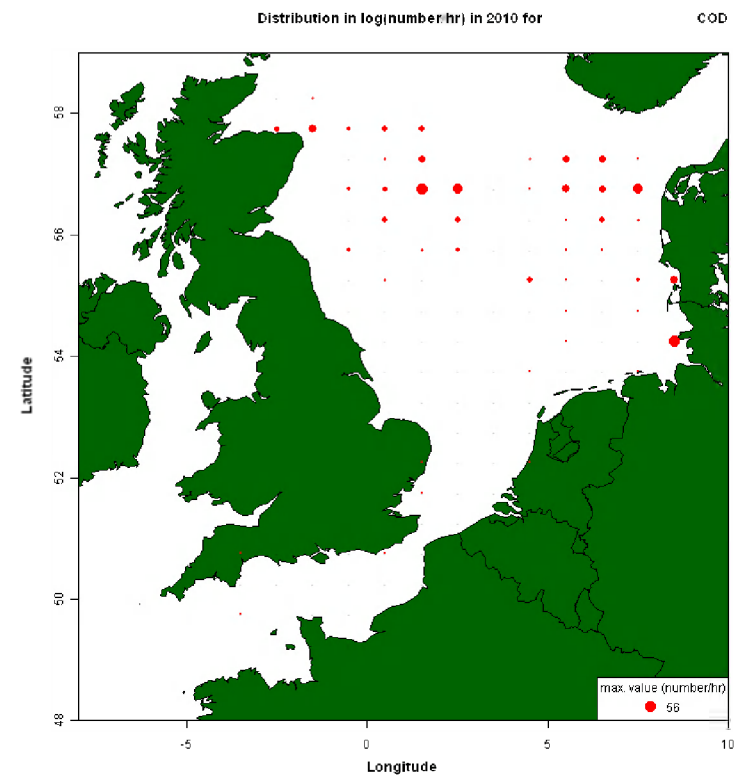 Distribution in log(number/hr) in 2010 for COD
58
56
54
52
50
48
Latitude
-5 0 5 10
Longitude
max. value (number/hr)
56